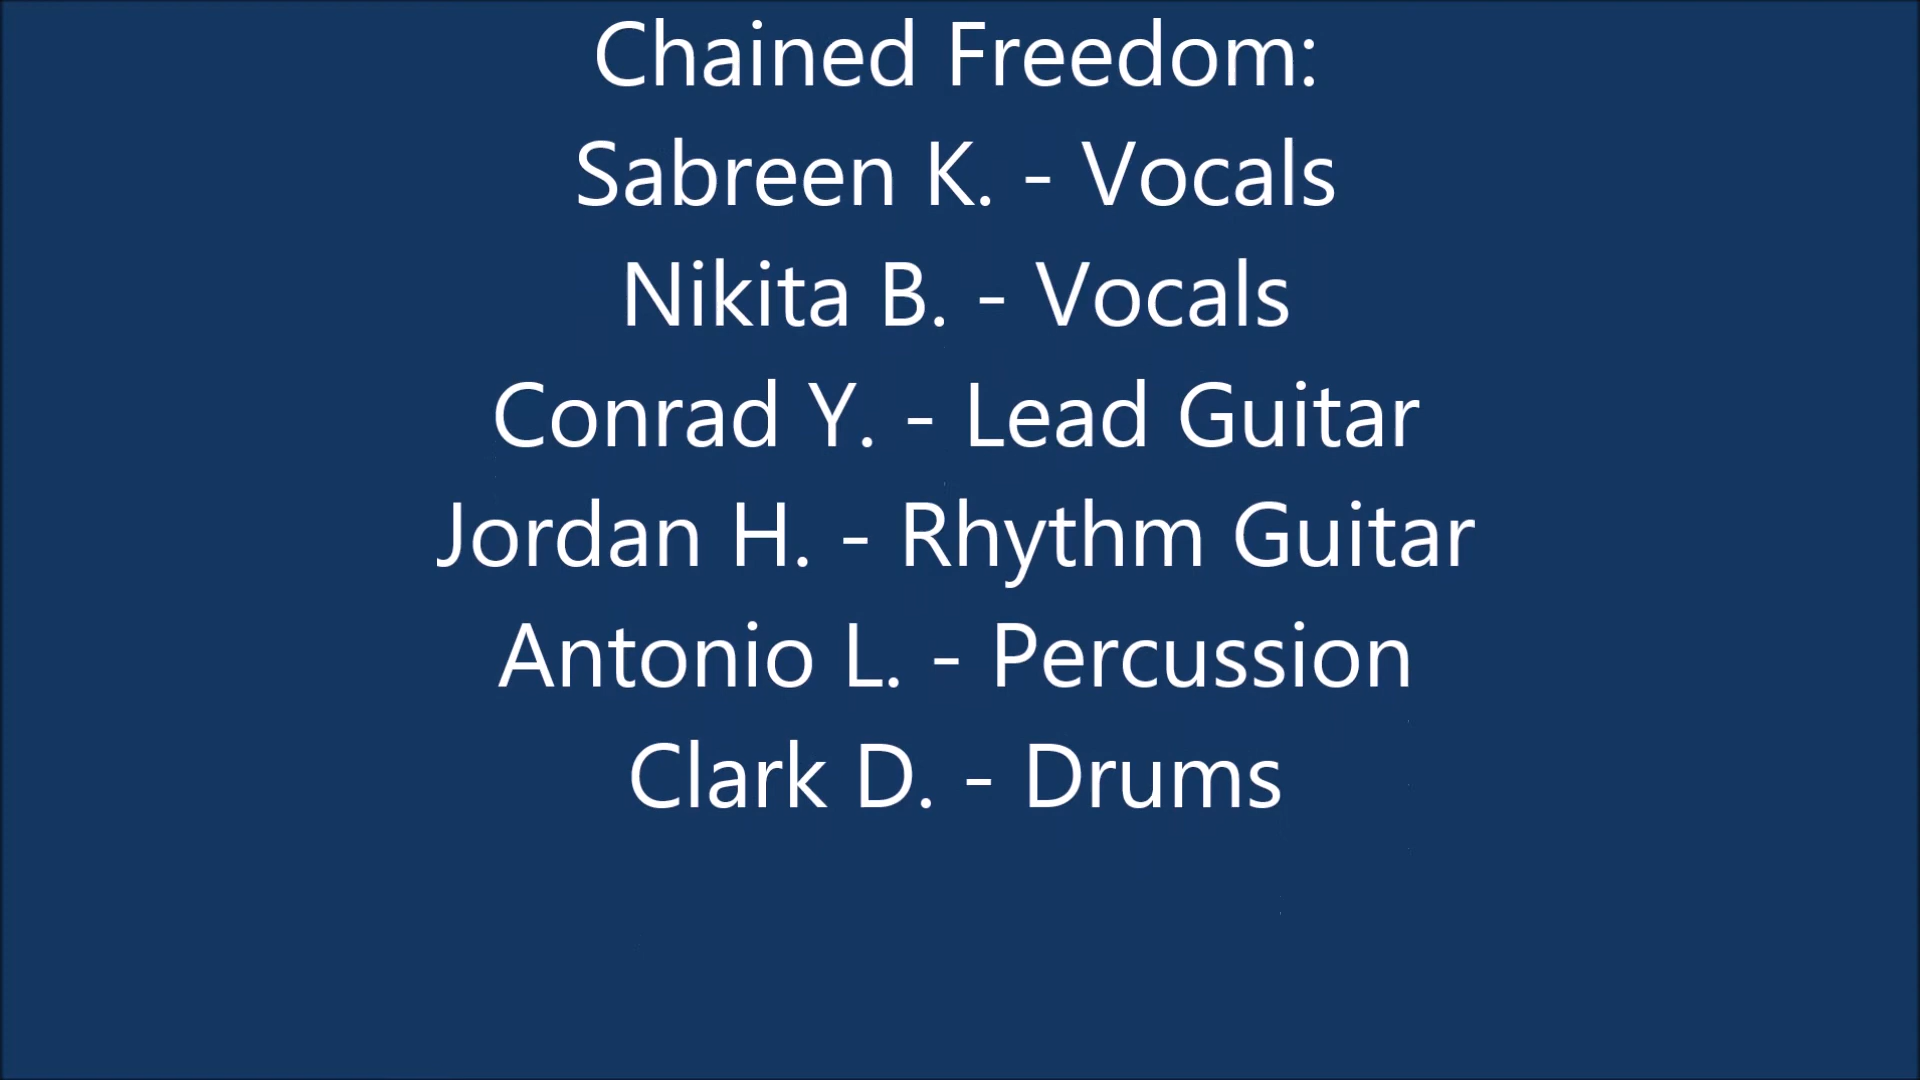 Chained Freedom:
Sabreen K. - Vocals
Nikita B. - Vocals
Conrad Y. - Lead Guitar
Jordan H. - Rhythm Guitar
Antonio L. - Percussion
Clark D. - Drums